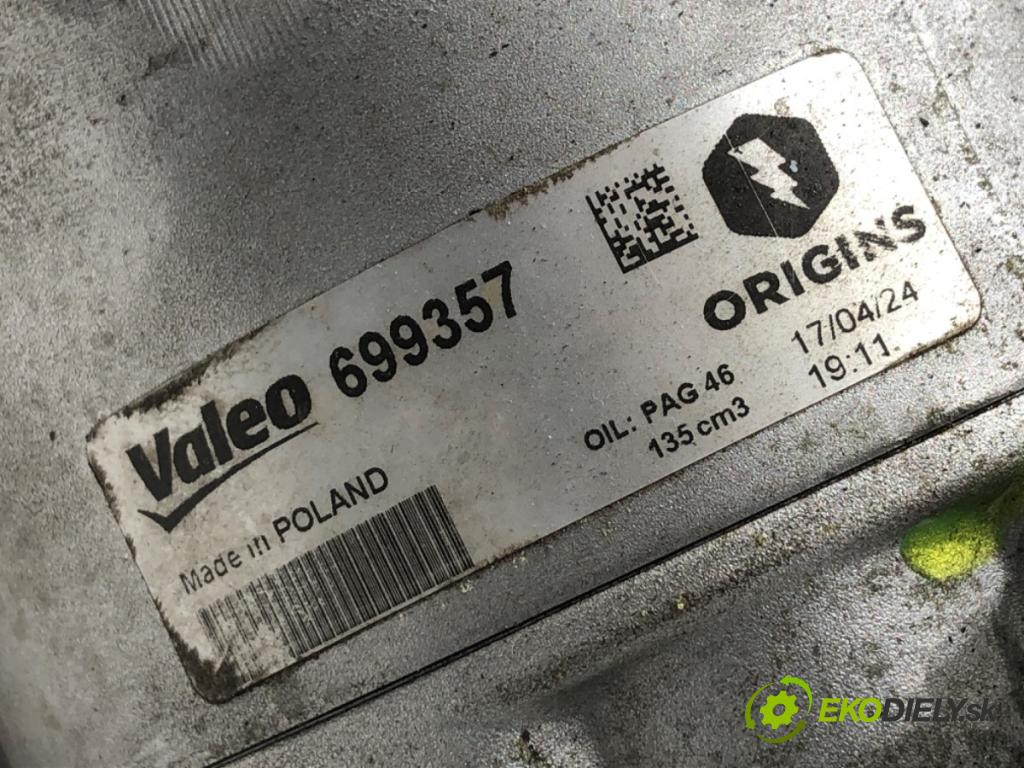 Valeo 699357
ORIGINS
Made in POLAND
OIL: PAG 46
135 cm3
17/04/24
19:11.
EKODIELY.sk